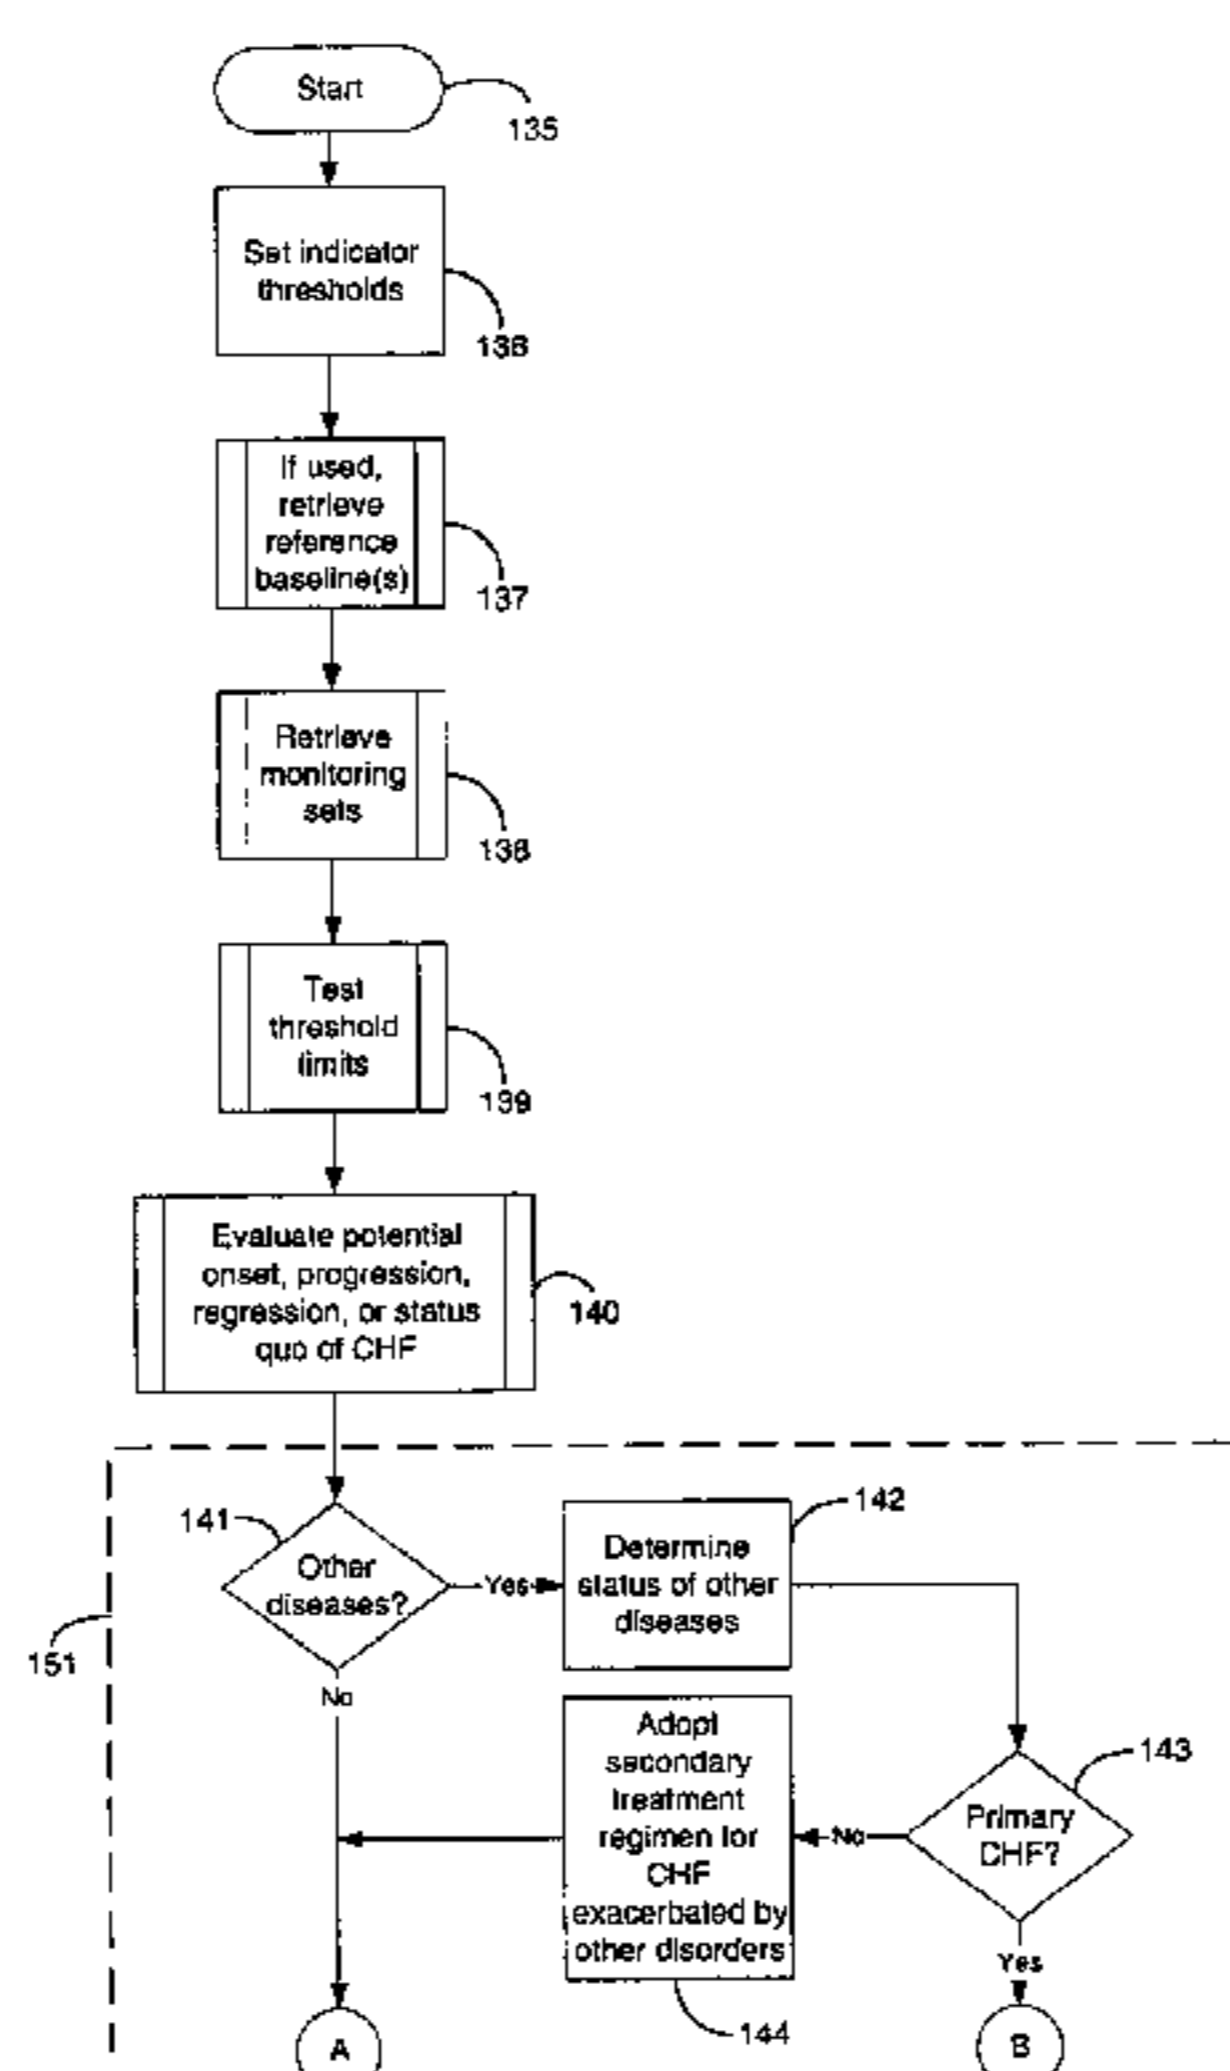 Start
135
Set indicator
thresholds
136
If used,
retrieve
reference
baseline(s)
137
Retrieve
monitoring
sets
138
Test
threshold
limits
139
Evaluate potential
onset, progression,
regression, or status
quo of CHF
140
141
Other
diseases?
Yes
Determine
status of other
diseases
142
151
No
Adopt
secondary
treatment
regimen for
CHF
exacerbated by
other disorders
144
No
Primary
CHF?
143
Yes
A
B